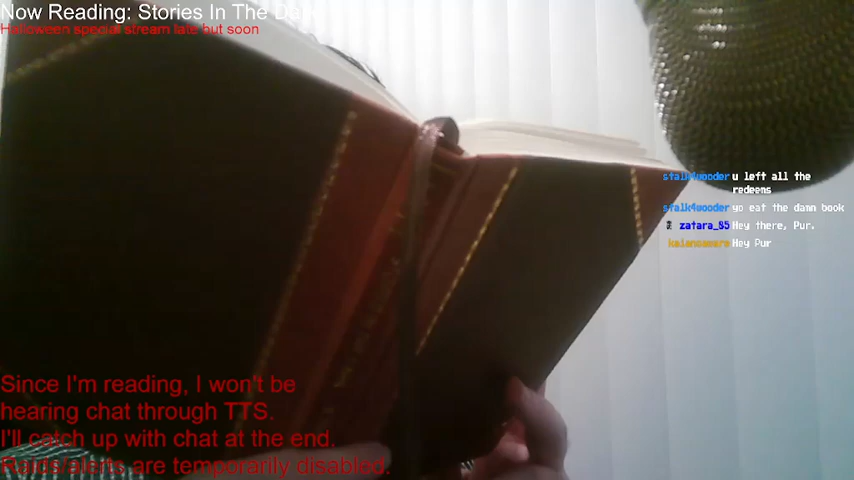 Now Reading: Stories In The Da
Halloween special stream late but soon
stalk4wooder u left all the
redeems
stalk4wooder yo eat the damn book
zatara_85 Hey there, Pur.
Hey Pur
Since I'm reading, I won't be
hearing chat through TTS.
I'll catch up with chat at the end.
Raids/alerts are temporarily disabled.